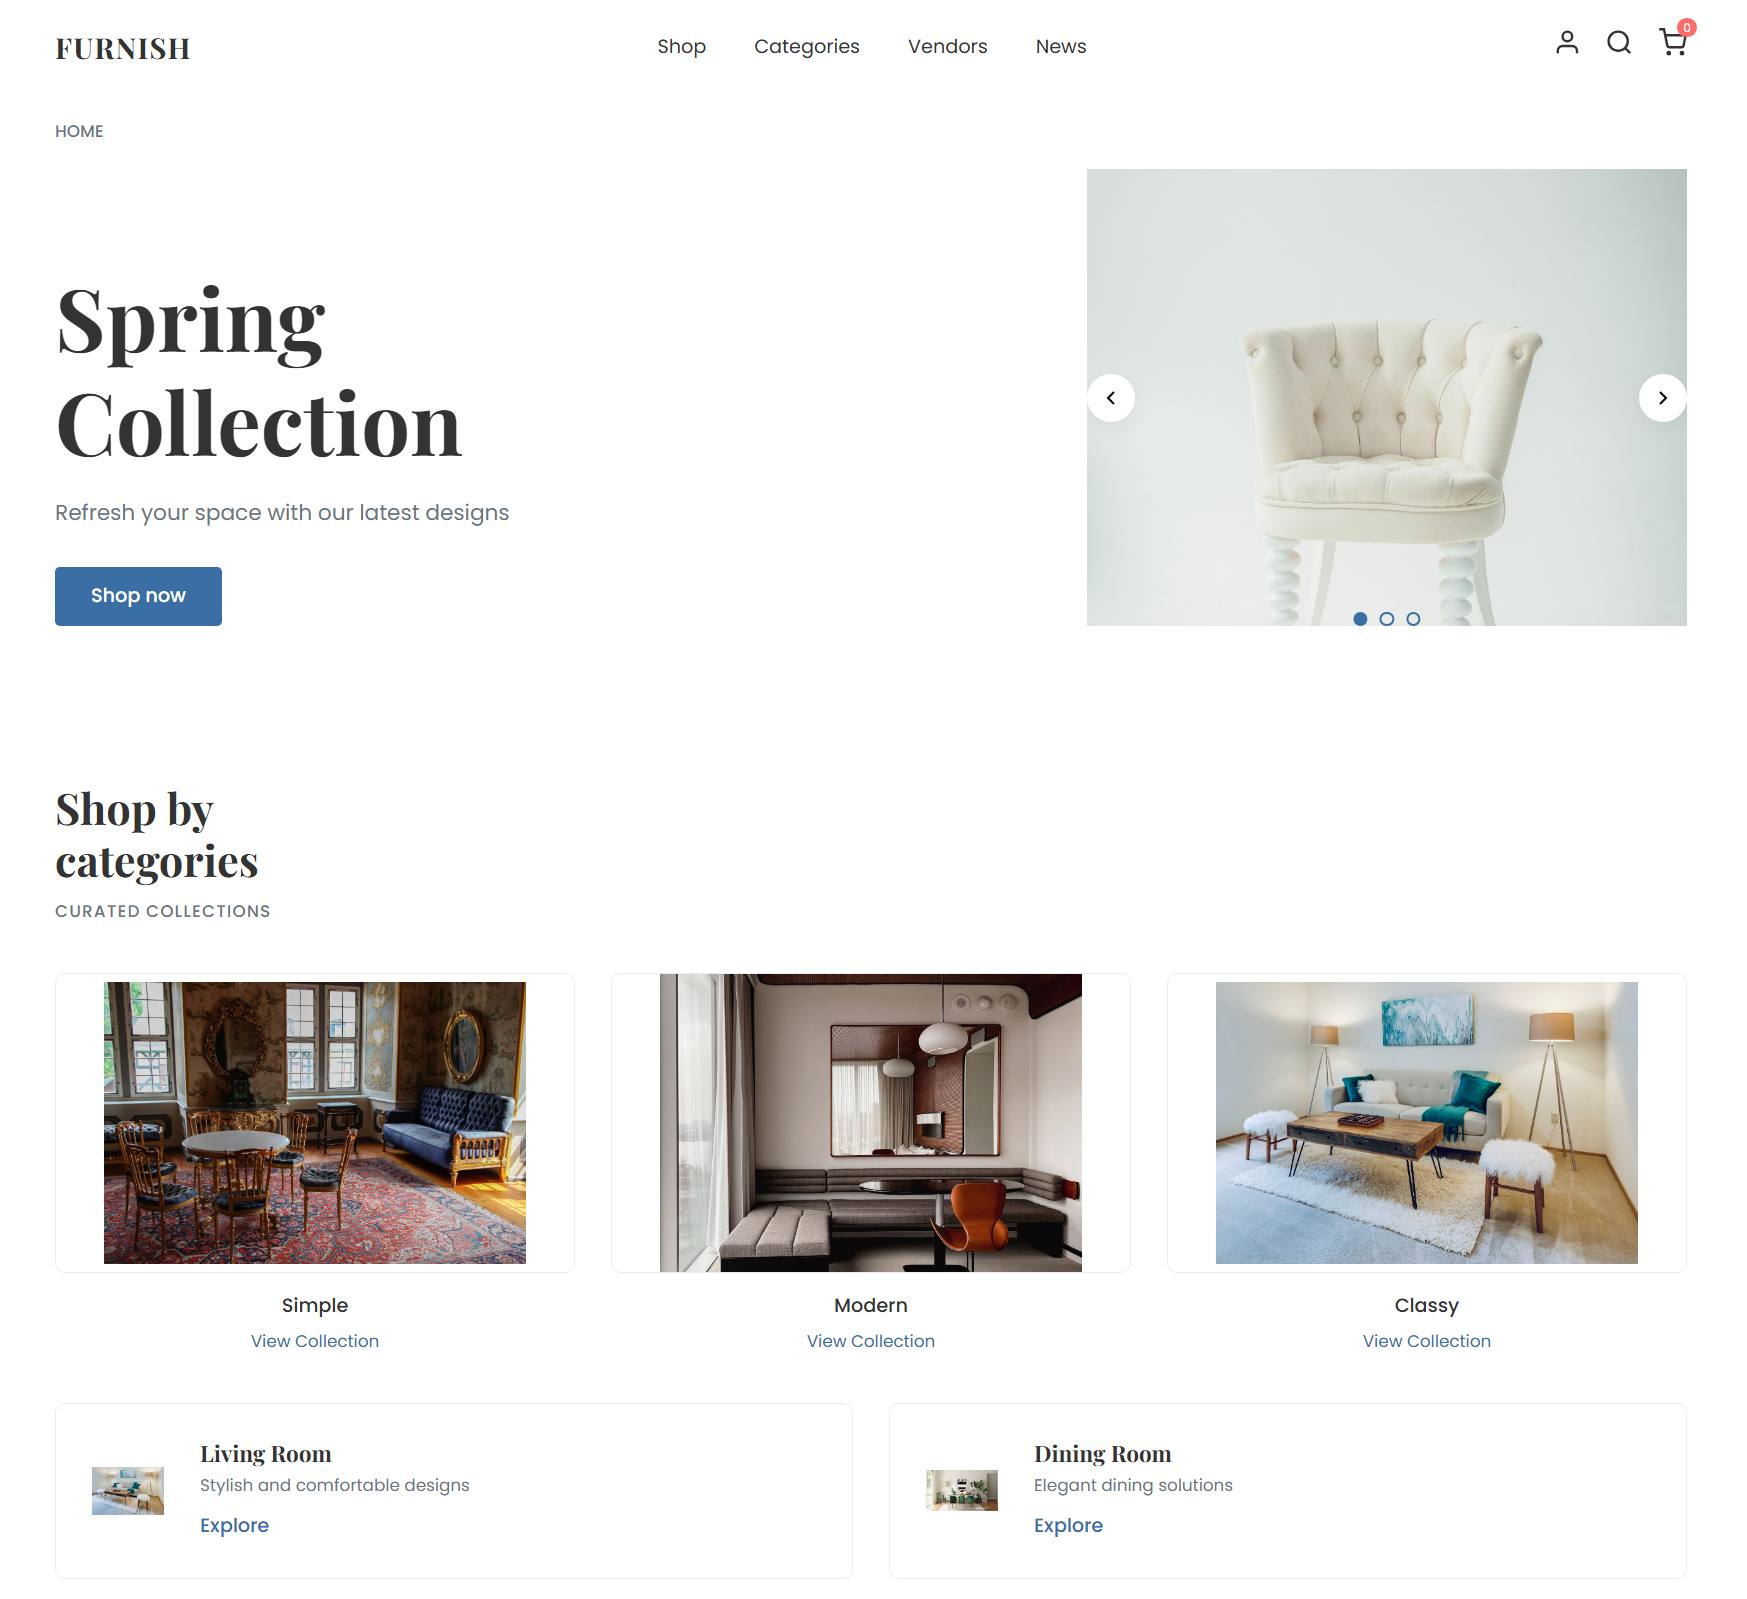 FURNISH
Shop
Categories
Vendors
News
0
HOME
Spring
Collection
Refresh your space with our latest designs
Shop now
Shop by
categories
CURATED COLLECTIONS
Simple
View Collection
Modern
View Collection
Classy
View Collection
Living Room
Stylish and comfortable designs
Explore
Dining Room
Elegant dining solutions
Explore